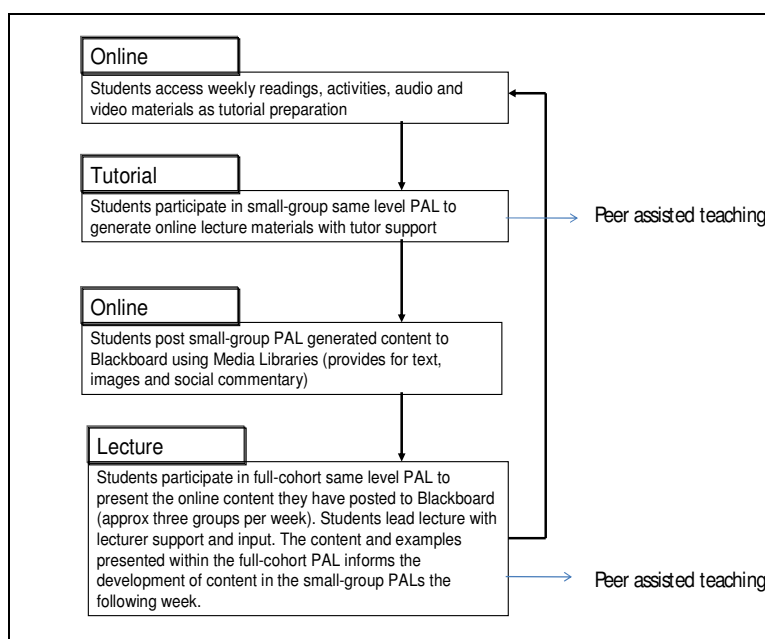 Online
Students access weekly readings, activities, audio and
video materials as tutorial preparation
Tutorial
Students participate in small-group same level PAL to
generate online lecture materials with tutor support
Peer assisted teaching
Online
Students post small-group PAL generated content to
Blackboard using Media Libraries (provides for text,
images and social commentary)
Lecture
Students participate in full-cohort same level PAL to
present the online content they have posted to Blackboard
(approx three groups per week). Students lead lecture with
lecturer support and input. The content and examples
presented within the full-cohort PAL informs the
development of content in the small-group PALs the
following week.
Peer assisted teaching